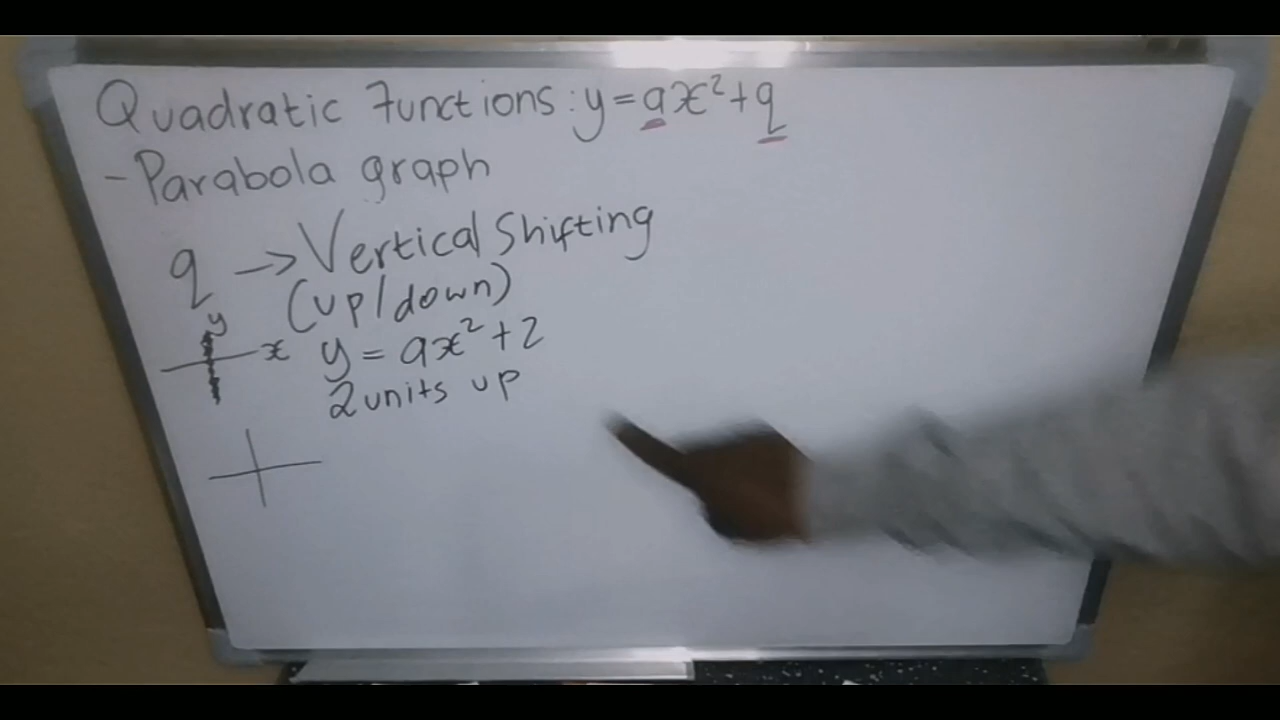 Quadratic Functions: y = ax² + q
- Parabola graph
q → Vertical Shifting
(up/down)
y
x
y = ax² + 2
2 units up